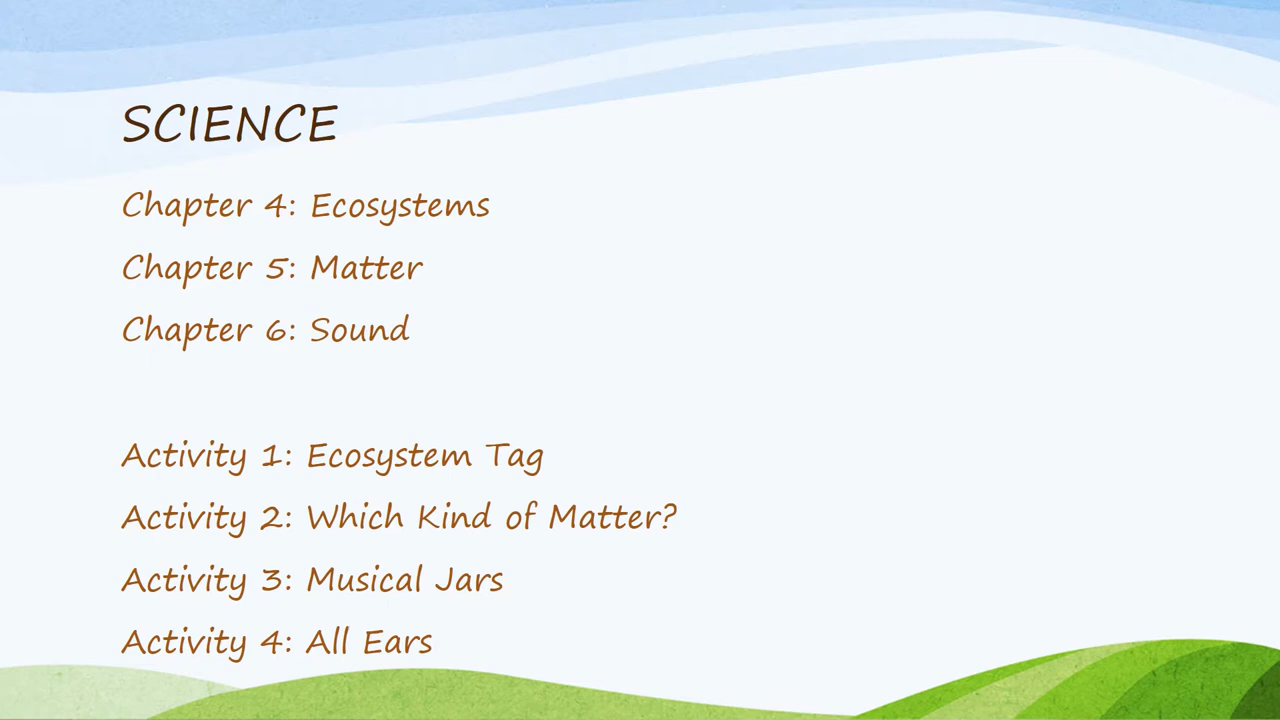 SCIENCE
Chapter 4: Ecosystems
Chapter 5: Matter
Chapter 6: Sound
Activity 1: Ecosystem Tag
Activity 2: Which Kind of Matter?
Activity 3: Musical Jars
Activity 4: All Ears